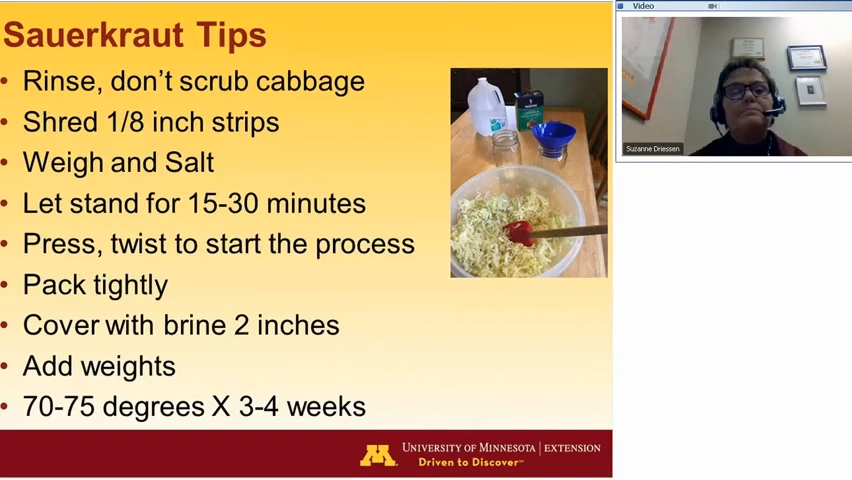 Sauerkraut Tips
• Rinse, don't scrub cabbage
• Shred 1/8 inch strips
• Weigh and Salt
• Let stand for 15-30 minutes
• Press, twist to start the process
• Pack tightly
• Cover with brine 2 inches
• Add weights
• 70-75 degrees X 3-4 weeks
UNIVERSITY OF MINNESOTA | EXTENSION
Driven to Discover℠
Video
Suzanne Driessen